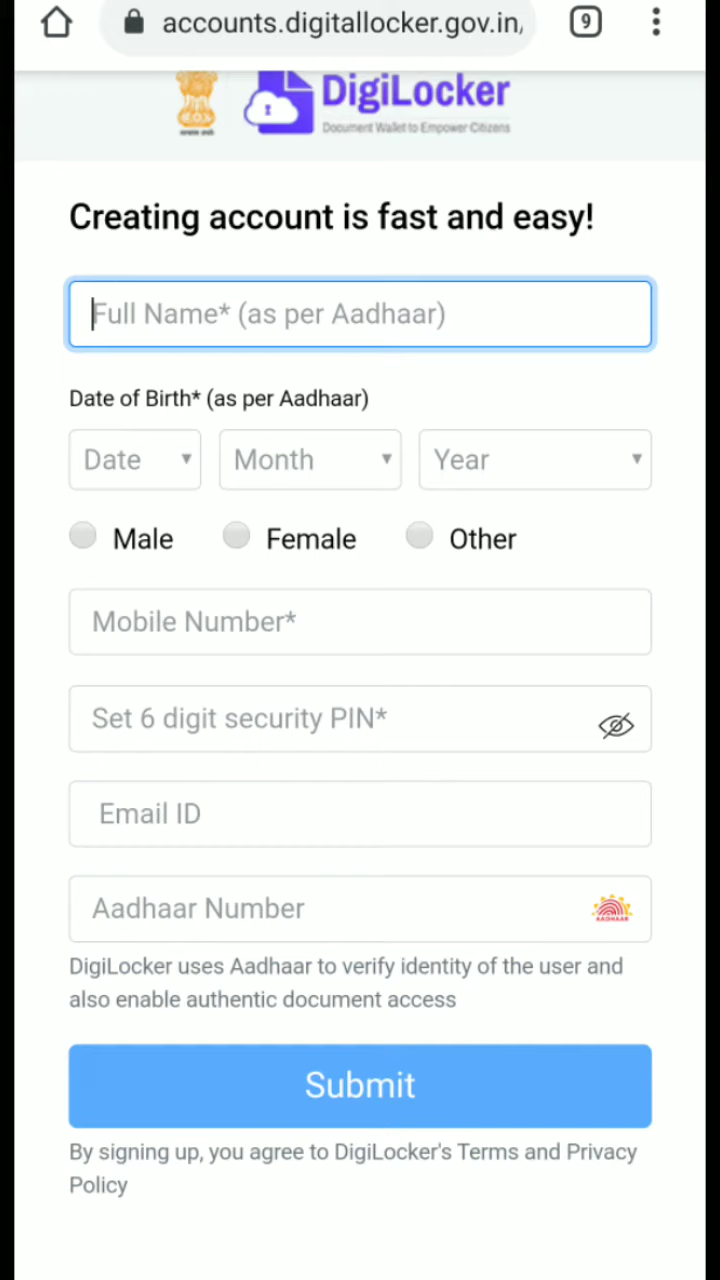 accounts.digitallocker.gov.in,
9
DigiLocker
Document Wallet to Empower Citizens
Creating account is fast and easy!
Full Name* (as per Aadhaar)
Date of Birth* (as per Aadhaar)
Date Month Year
Male Female Other
Mobile Number*
Set 6 digit security PIN*
Email ID
Aadhaar Number
AADHAAR
DigiLocker uses Aadhaar to verify identity of the user and
also enable authentic document access
Submit
By signing up, you agree to DigiLocker's Terms and Privacy
Policy